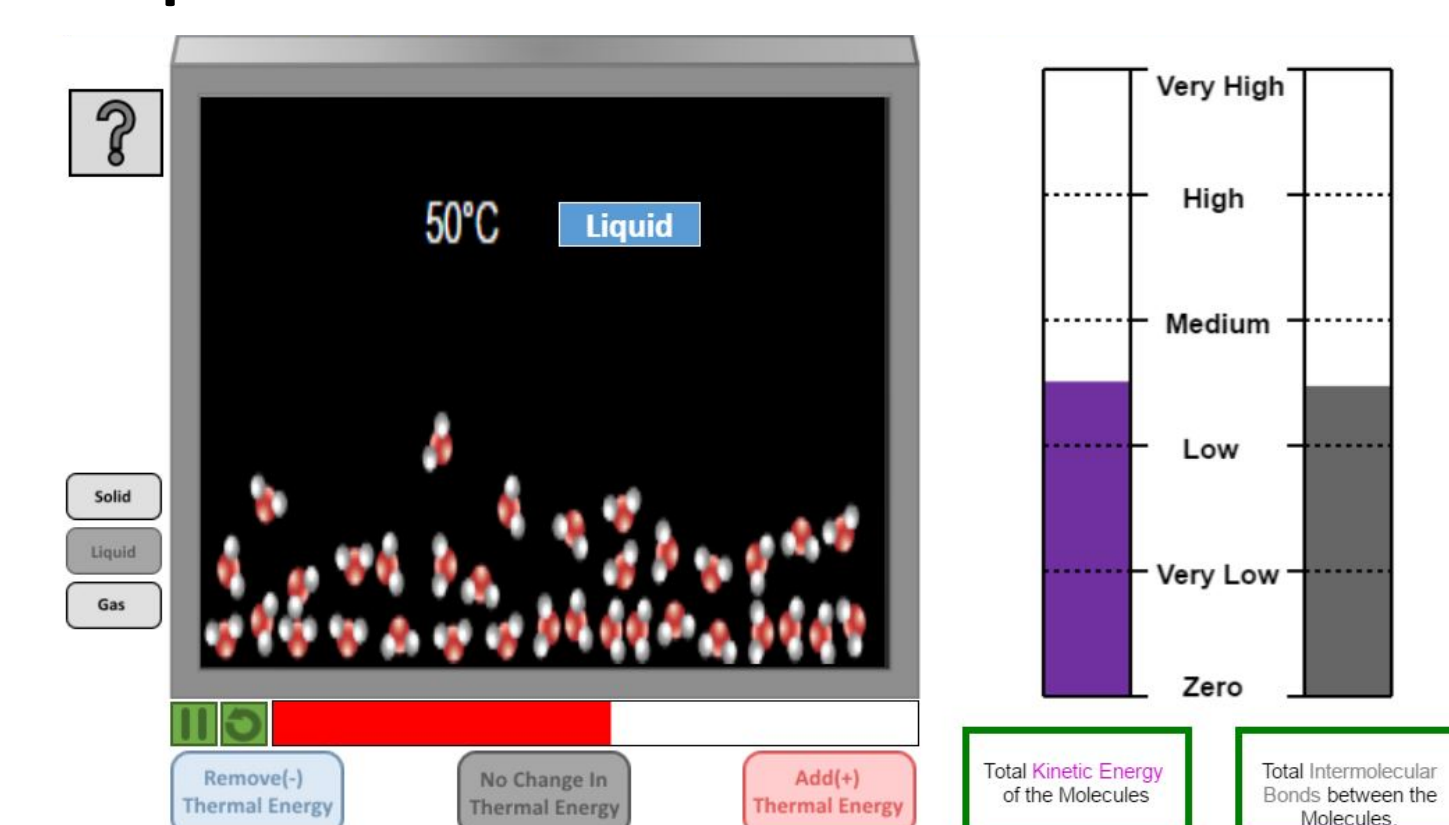 ?
50°C
Liquid
Solid
Liquid
Gas
Remove(-)
Thermal Energy
No Change In
Thermal Energy
Add(+)
Thermal Energy
Very High
High
Medium
Low
Very Low
Zero
Total Kinetic Energy
of the Molecules
Total Intermolecular
Bonds between the
Molecules.